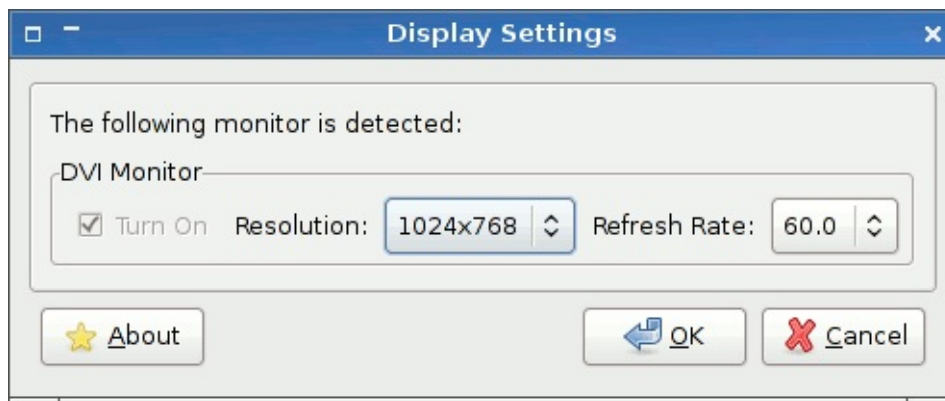 Display Settings
The following monitor is detected:
DVI Monitor
Turn On Resolution: 1024x768 Refresh Rate: 60.0
About OK Cancel